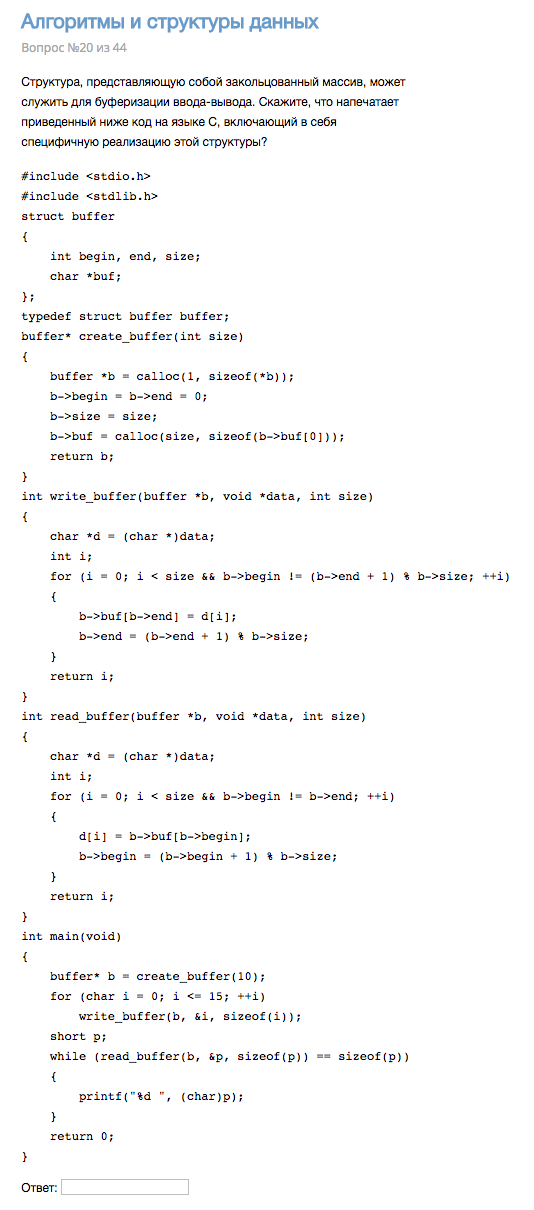 Алгоритмы и структуры данных
Вопрос №20 из 44
Структура, представляющую собой закольцованный массив, может
служить для буферизации ввода-вывода. Скажите, что напечатает
приведенный ниже код на языке C, включающий в себя
специфичную реализацию этой структуры?
#include <stdio.h>
#include <stdlib.h>
struct buffer
{
    int begin, end, size;
    char *buf;
};
typedef struct buffer buffer;
buffer* create_buffer(int size)
{
    buffer *b = calloc(1, sizeof(*b));
    b->begin = b->end = 0;
    b->size = size;
    b->buf = calloc(size, sizeof(b->buf[0]));
    return b;
}
int write_buffer(buffer *b, void *data, int size)
{
    char *d = (char *)data;
    int i;
    for (i = 0; i < size && b->begin != (b->end + 1) % b->size; ++i)
    {
        b->buf[b->end] = d[i];
        b->end = (b->end + 1) % b->size;
    }
    return i;
}
int read_buffer(buffer *b, void *data, int size)
{
    char *d = (char *)data;
    int i;
    for (i = 0; i < size && b->begin != b->end; ++i)
    {
        d[i] = b->buf[b->begin];
        b->begin = (b->begin + 1) % b->size;
    }
    return i;
}
int main(void)
{
    buffer* b = create_buffer(10);
    for (char i = 0; i <= 15; ++i)
        write_buffer(b, &i, sizeof(i));
    short p;
    while (read_buffer(b, &p, sizeof(p)) == sizeof(p))
    {
        printf("%d ", (char)p);
    }
    return 0;
}
Ответ: